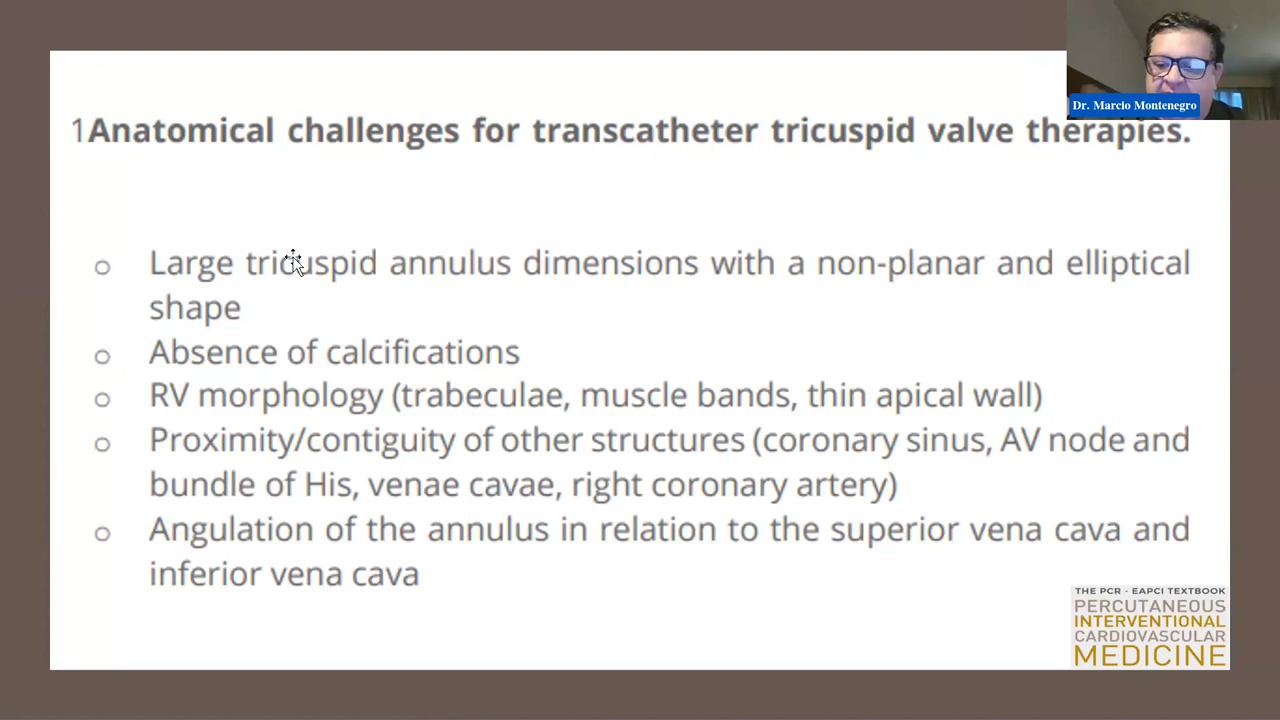 Dr. Marcio Montenegro
1Anatomical challenges for transcatheter tricuspid valve therapies.
Large tricuspid annulus dimensions with a non-planar and elliptical
shape
Absence of calcifications
RV morphology (trabeculae, muscle bands, thin apical wall)
Proximity/contiguity of other structures (coronary sinus, AV node and
bundle of His, venae cavae, right coronary artery)
Angulation of the annulus in relation to the superior vena cava and
inferior vena cava
THE PCR - EAPCI TEXTBOOK
PERCUTANEOUS
INTERVENTIONAL
CARDIOVASCULAR
MEDICINE